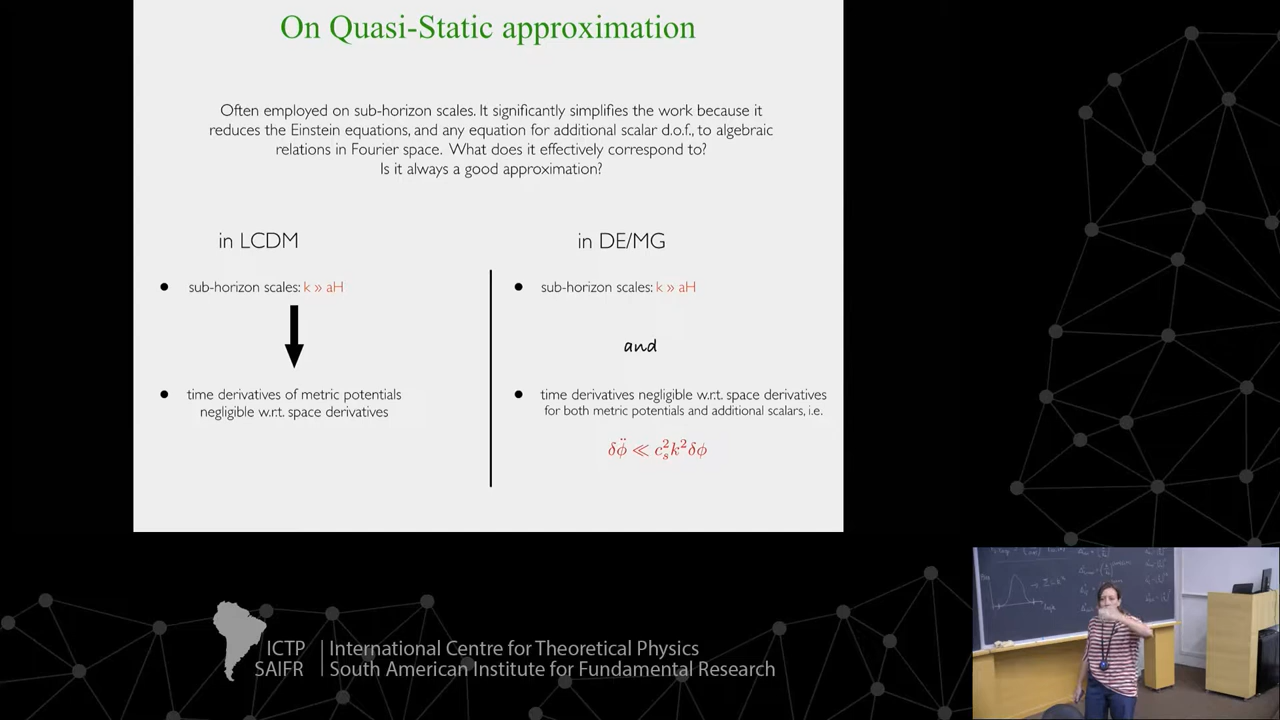 On Quasi-Static approximation
Often employed on sub-horizon scales. It significantly simplifies the work because it
reduces the Einstein equations, and any equation for additional scalar d.o.f., to algebraic
relations in Fourier space. What does it effectively correspond to?
Is it always a good approximation?
in LCDM
● sub-horizon scales: k » aH
● time derivatives of metric potentials
negligible w.r.t. space derivatives
in DE/MG
● sub-horizon scales: k » aH
and
● time derivatives negligible w.r.t. space derivatives
for both metric potentials and additional scalars, i.e.
δϕ̈ ≪ c_s^2 k^2 δϕ
ICTP | International Centre for Theoretical Physics
SAIFR | South American Institute for Fundamental Research